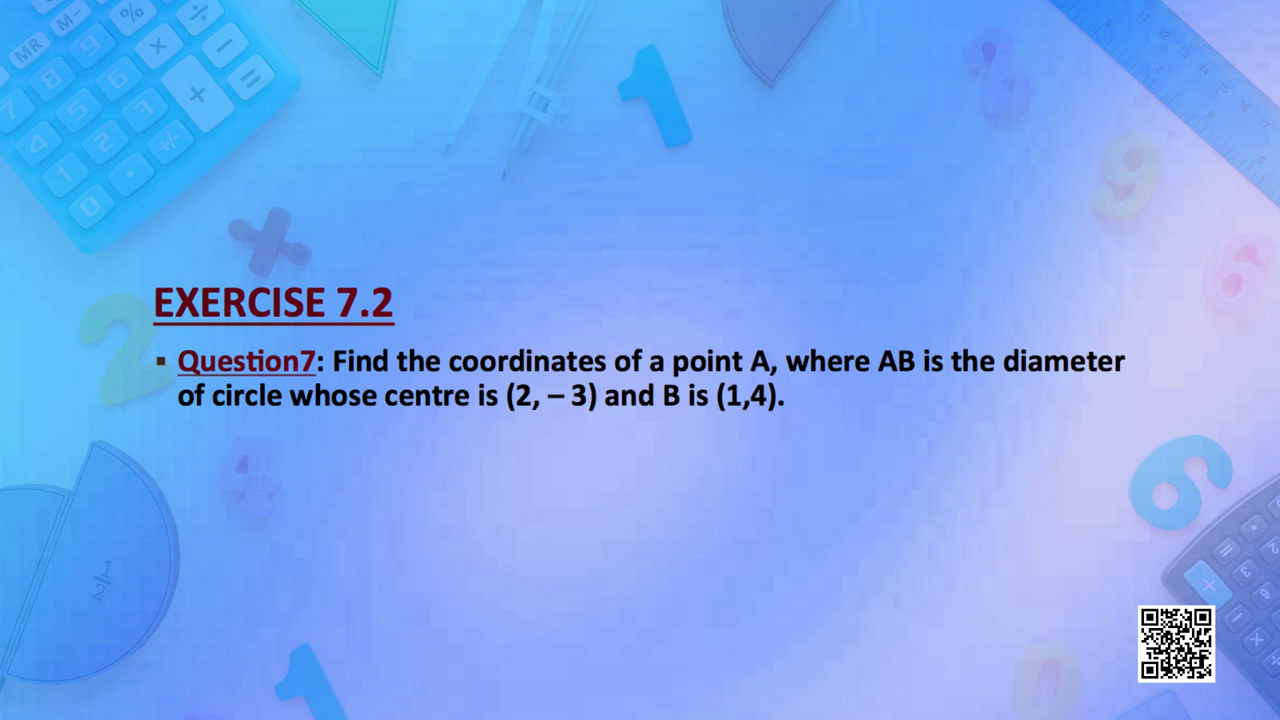 EXERCISE 7.2
▪ Question7: Find the coordinates of a point A, where AB is the diameter
of circle whose centre is (2, – 3) and B is (1,4).